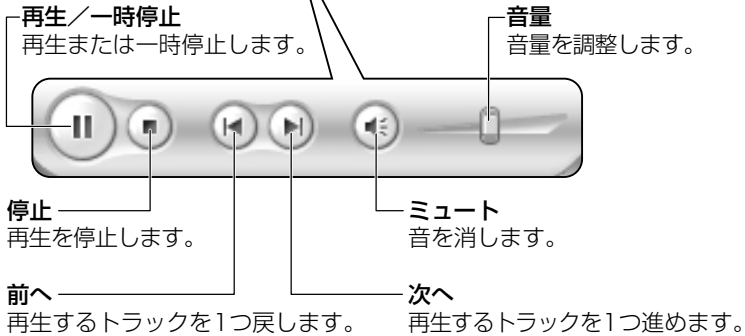 再生／一時停止
再生または一時停止します。
音量
音量を調整します。
停止
再生を停止します。
ミュート
音を消します。
前へ
再生するトラックを1つ戻します。
次へ
再生するトラックを1つ進めます。